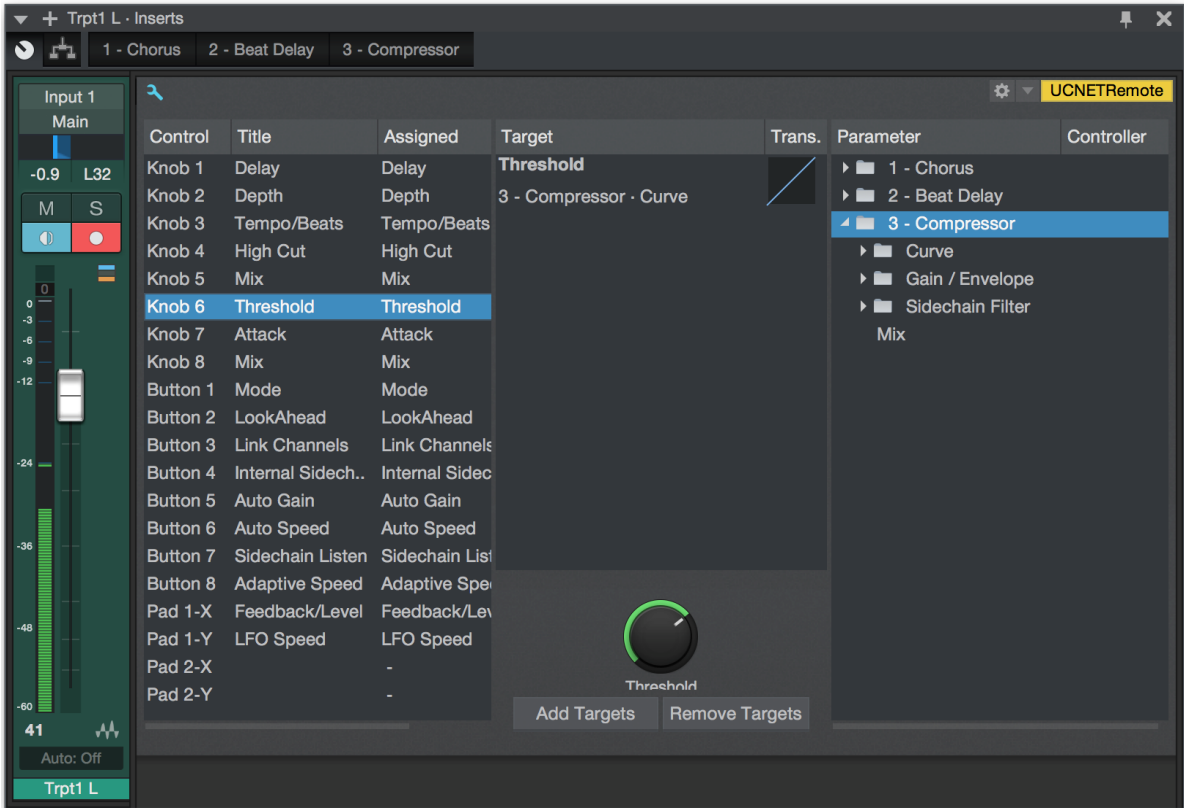 Trpt1 L · Inserts
1 - Chorus 2 - Beat Delay 3 - Compressor
Input 1
Main
-0.9 L32
M S
0
0
-3
-6
-9
-12
-24
-36
-48
-60
41
Auto: Off
Trpt1 L
UCNETRemote
Control Title Assigned
Knob 1 Delay Delay
Knob 2 Depth Depth
Knob 3 Tempo/Beats Tempo/Beats
Knob 4 High Cut High Cut
Knob 5 Mix Mix
Knob 6 Threshold Threshold
Knob 7 Attack Attack
Knob 8 Mix Mix
Button 1 Mode Mode
Button 2 LookAhead LookAhead
Button 3 Link Channels Link Channels
Button 4 Internal Sidech.. Internal Sidec
Button 5 Auto Gain Auto Gain
Button 6 Auto Speed Auto Speed
Button 7 Sidechain Listen Sidechain List
Button 8 Adaptive Speed Adaptive Spe
Pad 1-X Feedback/Level Feedback/Lev
Pad 1-Y LFO Speed LFO Speed
Pad 2-X -
Pad 2-Y -
Target Trans.
Threshold
3 - Compressor · Curve
Threshold
Add Targets Remove Targets
Parameter Controller
1 - Chorus
2 - Beat Delay
3 - Compressor
Curve
Gain / Envelope
Sidechain Filter
Mix